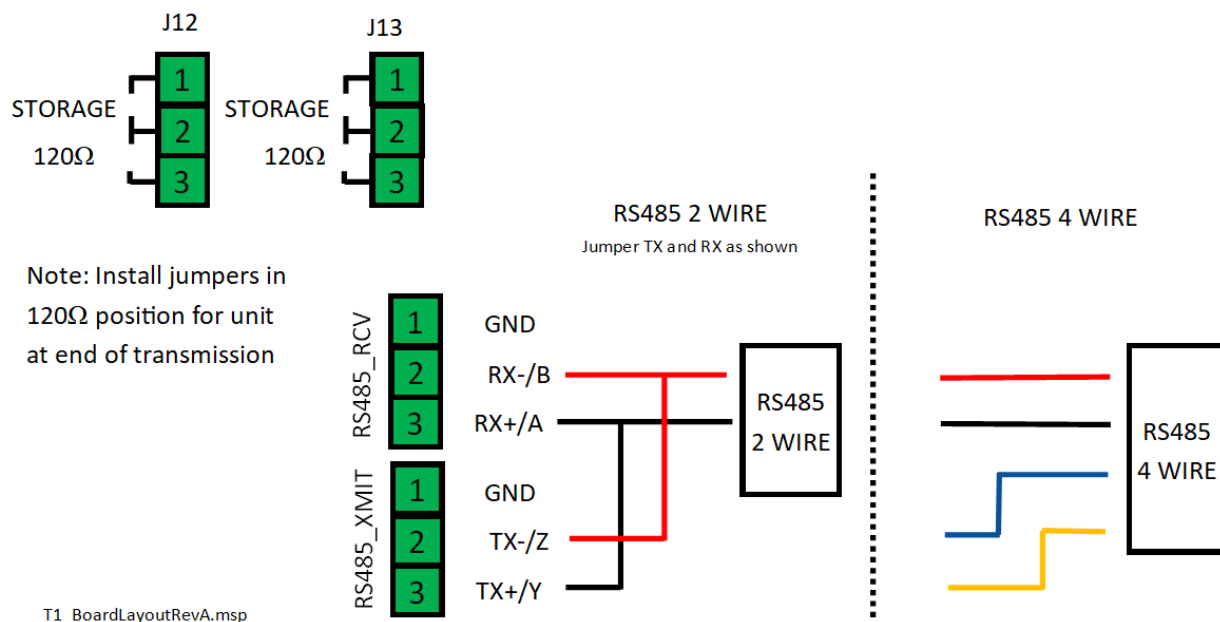 J12
J13
1
2
3
STORAGE
120Ω
1
2
3
STORAGE
120Ω
Note: Install jumpers in
120Ω position for unit
at end of transmission
RS485 2 WIRE
Jumper TX and RX as shown
RS485 4 WIRE
RS485_RCV
1
GND
2
RX-/B
3
RX+/A
RS485_XMIT
1
GND
2
TX-/Z
3
TX+/Y
RS485
2 WIRE
RS485
4 WIRE
T1_BoardLayoutRevA.msp